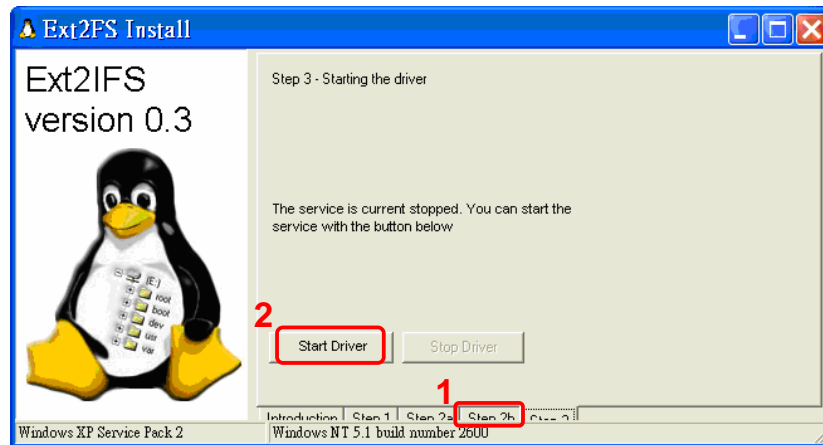 Ext2FS Install
Ext2IFS
version 0.3
(E:)
root
boot
dev
usr
var
Step 3 - Starting the driver
The service is current stopped. You can start the
service with the button below
2
Start Driver
Stop Driver
1
Introduction
Step 1
Step 2a
Step 2b
Step 3
Windows XP Service Pack 2
Windows NT 5.1 build number 2600